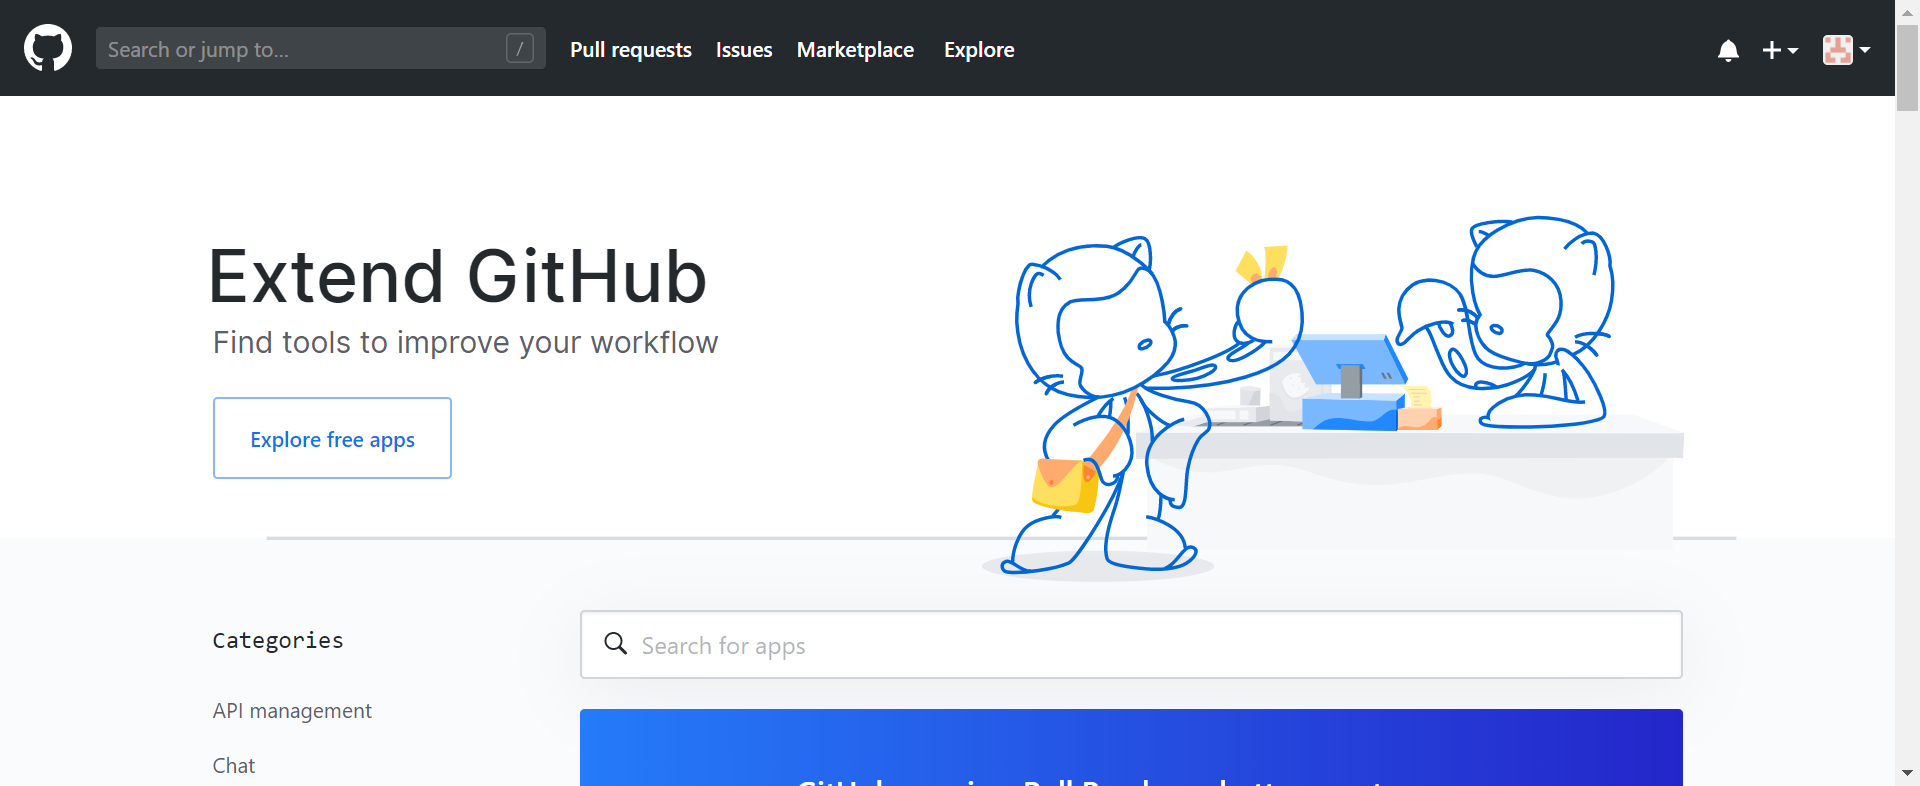 Search or jump to...
/
Pull requests
Issues
Marketplace
Explore
Extend GitHub
Find tools to improve your workflow
Explore free apps
Categories
Search for apps
API management
Chat